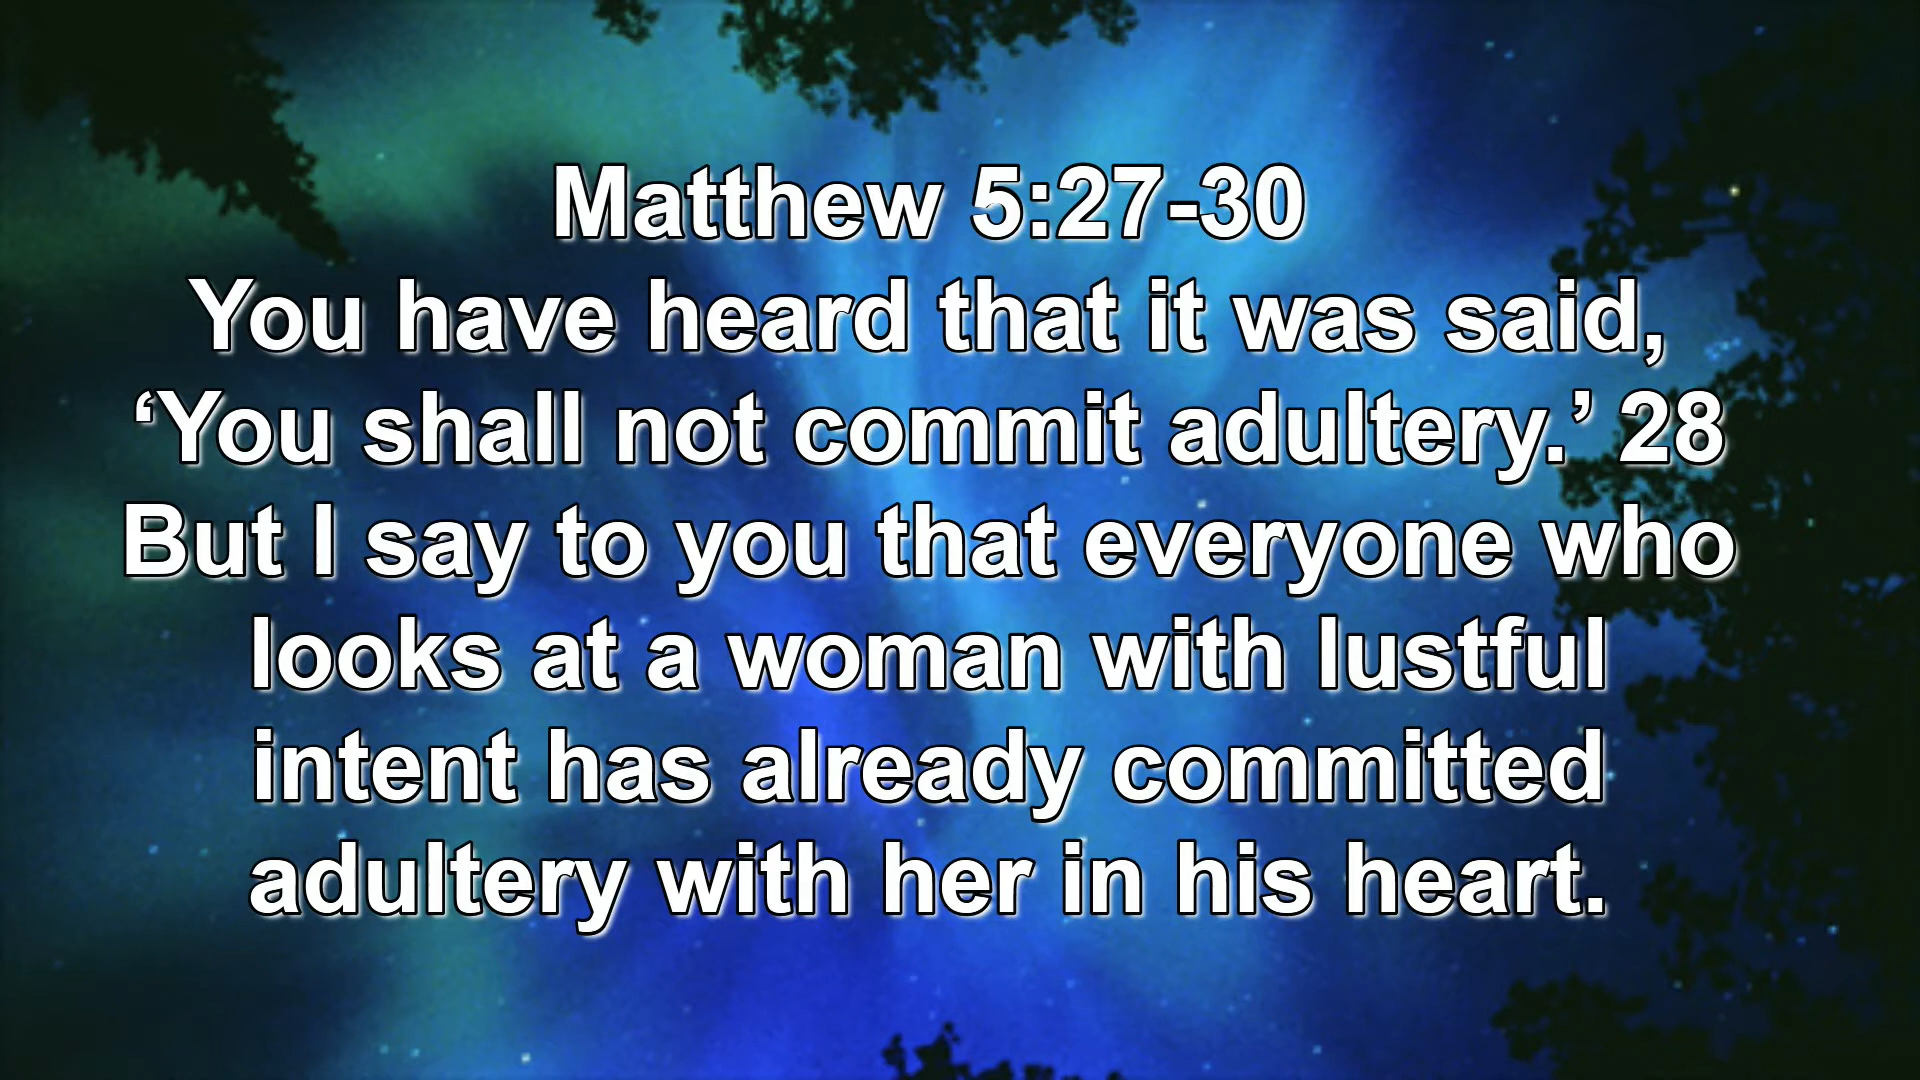 Matthew 5:27-30
You have heard that it was said,
‘You shall not commit adultery.’ 28
But I say to you that everyone who
looks at a woman with lustful
intent has already committed
adultery with her in his heart.